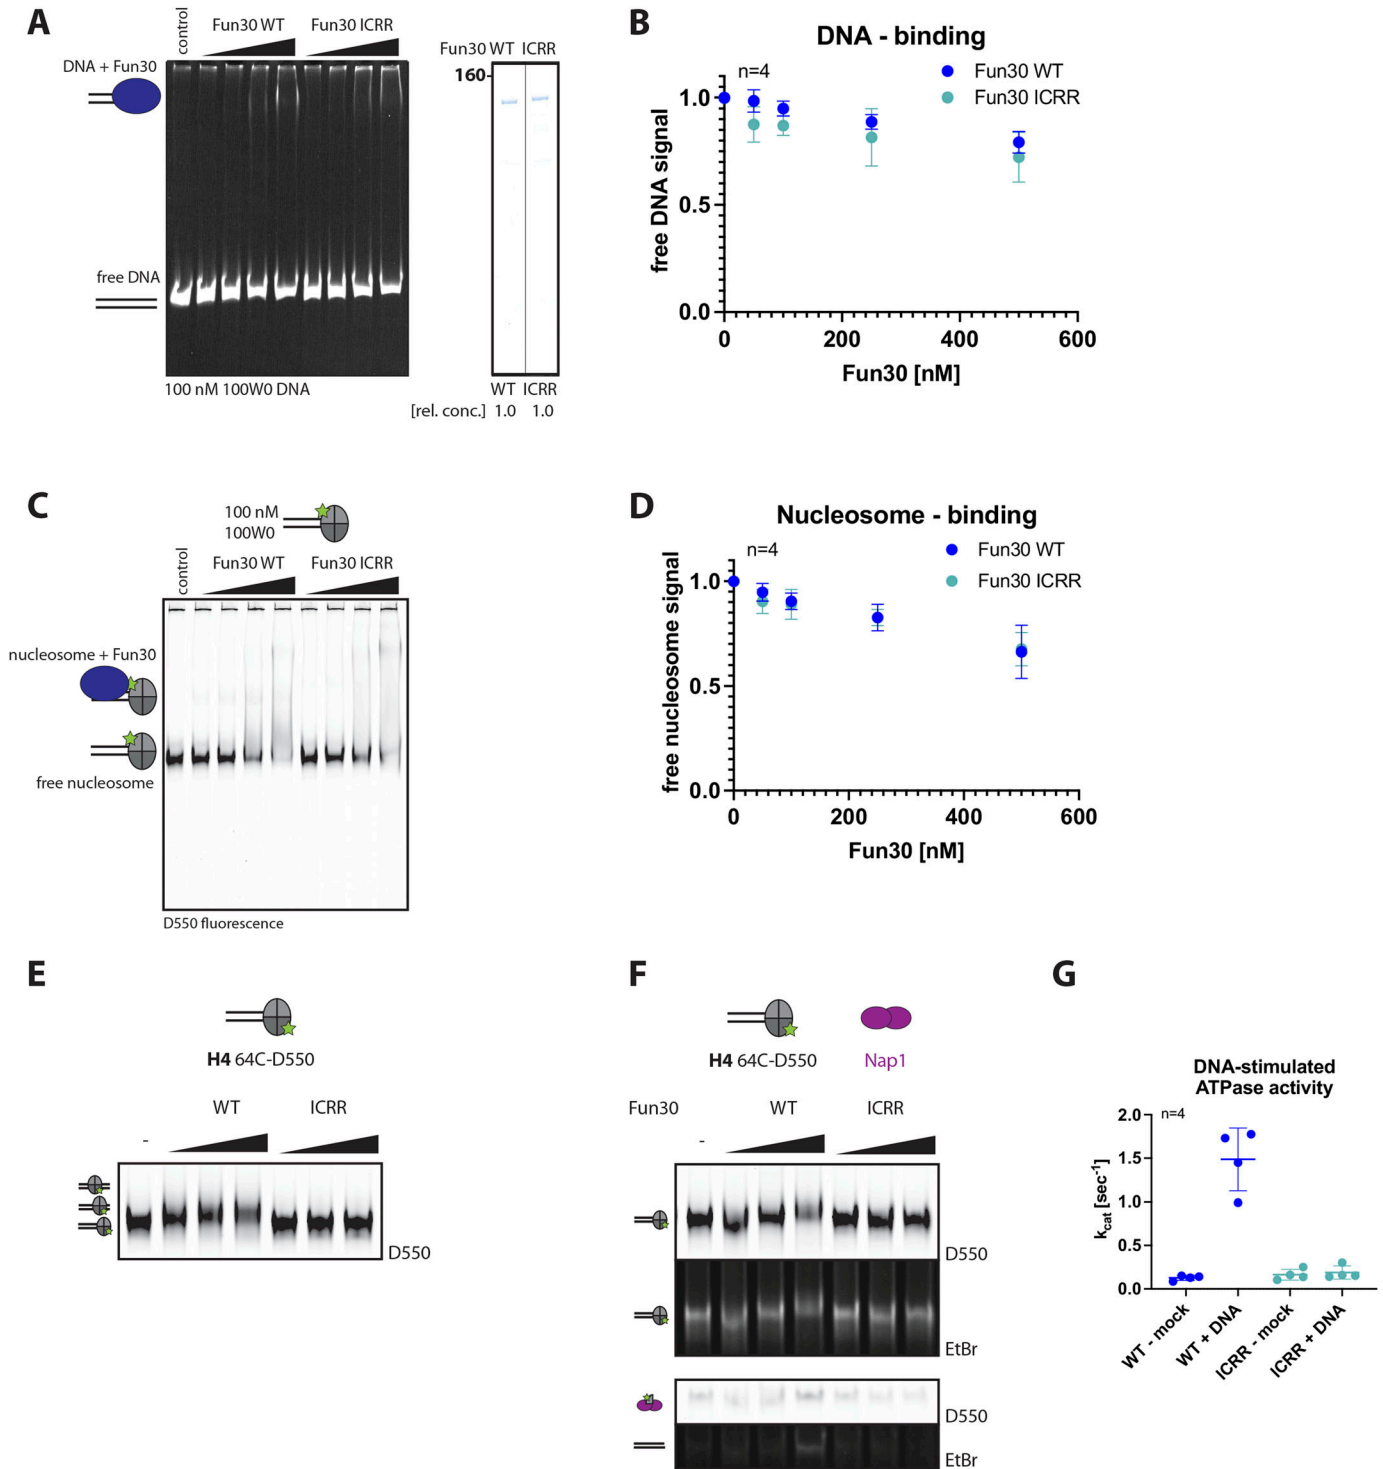 A
control
Fun30 WT
Fun30 ICRR
DNA + Fun30
free DNA
100 nM 100W0 DNA
Fun30 WT ICRR
160
WT ICRR
[rel. conc.] 1.0 1.0
B
DNA - binding
n=4
Fun30 WT
Fun30 ICRR
free DNA signal
1.0
0.5
0.0
0 200 400 600
Fun30 [nM]
C
100 nM
100W0
control
Fun30 WT
Fun30 ICRR
nucleosome + Fun30
free nucleosome
D550 fluorescence
D
Nucleosome - binding
n=4
Fun30 WT
Fun30 ICRR
free nucleosome signal
1.0
0.5
0.0
0 200 400 600
Fun30 [nM]
E
H4 64C-D550
WT ICRR
-
D550
F
H4 64C-D550
Nap1
Fun30 WT ICRR
-
D550
EtBr
D550
EtBr
G
DNA-stimulated
ATPase activity
n=4
kcat [sec⁻¹]
2.0
1.5
1.0
0.5
0.0
WT - mock
WT + DNA
ICRR - mock
ICRR + DNA